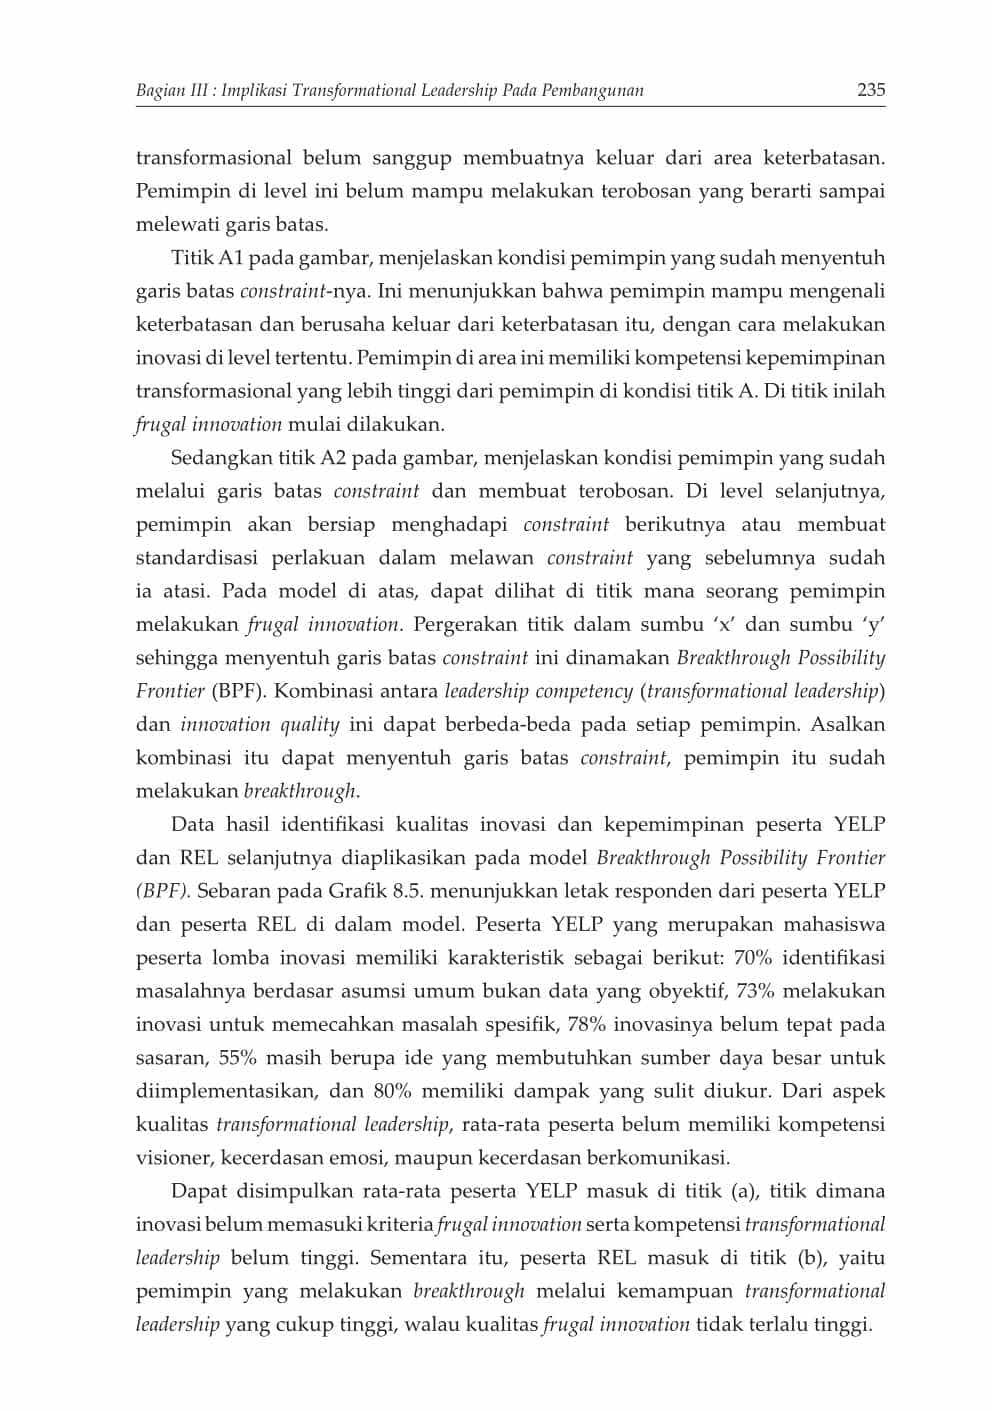 Bagian III : Implikasi Transformational Leadership Pada Pembangunan 235
transformasional belum sanggup membuatnya keluar dari area keterbatasan.
Pemimpin di level ini belum mampu melakukan terobosan yang berarti sampai
melewati garis batas.
Titik A1 pada gambar, menjelaskan kondisi pemimpin yang sudah menyentuh
garis batas constraint-nya. Ini menunjukkan bahwa pemimpin mampu mengenali
keterbatasan dan berusaha keluar dari keterbatasan itu, dengan cara melakukan
inovasi di level tertentu. Pemimpin di area ini memiliki kompetensi kepemimpinan
transformasional yang lebih tinggi dari pemimpin di kondisi titik A. Di titik inilah
frugal innovation mulai dilakukan.
Sedangkan titik A2 pada gambar, menjelaskan kondisi pemimpin yang sudah
melalui garis batas constraint dan membuat terobosan. Di level selanjutnya,
pemimpin akan bersiap menghadapi constraint berikutnya atau membuat
standardisasi perlakuan dalam melawan constraint yang sebelumnya sudah
ia atasi. Pada model di atas, dapat dilihat di titik mana seorang pemimpin
melakukan frugal innovation. Pergerakan titik dalam sumbu ‘x’ dan sumbu ‘y’
sehingga menyentuh garis batas constraint ini dinamakan Breakthrough Possibility
Frontier (BPF). Kombinasi antara leadership competency (transformational leadership)
dan innovation quality ini dapat berbeda-beda pada setiap pemimpin. Asalkan
kombinasi itu dapat menyentuh garis batas constraint, pemimpin itu sudah
melakukan breakthrough.
Data hasil identifikasi kualitas inovasi dan kepemimpinan peserta YELP
dan REL selanjutnya diaplikasikan pada model Breakthrough Possibility Frontier
(BPF). Sebaran pada Grafik 8.5. menunjukkan letak responden dari peserta YELP
dan peserta REL di dalam model. Peserta YELP yang merupakan mahasiswa
peserta lomba inovasi memiliki karakteristik sebagai berikut: 70% identifikasi
masalahnya berdasar asumsi umum bukan data yang obyektif, 73% melakukan
inovasi untuk memecahkan masalah spesifik, 78% inovasinya belum tepat pada
sasaran, 55% masih berupa ide yang membutuhkan sumber daya besar untuk
diimplementasikan, dan 80% memiliki dampak yang sulit diukur. Dari aspek
kualitas transformational leadership, rata-rata peserta belum memiliki kompetensi
visioner, kecerdasan emosi, maupun kecerdasan berkomunikasi.
Dapat disimpulkan rata-rata peserta YELP masuk di titik (a), titik dimana
inovasi belum memasuki kriteria frugal innovation serta kompetensi transformational
leadership belum tinggi. Sementara itu, peserta REL masuk di titik (b), yaitu
pemimpin yang melakukan breakthrough melalui kemampuan transformational
leadership yang cukup tinggi, walau kualitas frugal innovation tidak terlalu tinggi.